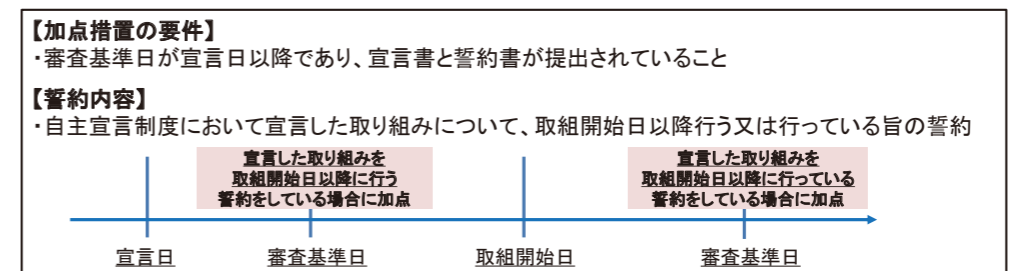 【加点措置の要件】
・審査基準日が宣言日以降であり、宣言書と誓約書が提出されていること
【誓約内容】
・自主宣言制度において宣言した取り組みについて、取組開始日以降行う又は行っている旨の誓約
宣言した取り組みを
取組開始日以降に行う
誓約をしている場合に加点
宣言した取り組みを
取組開始日以降に行っている
誓約をしている場合に加点
宣言日
審査基準日
取組開始日
審査基準日